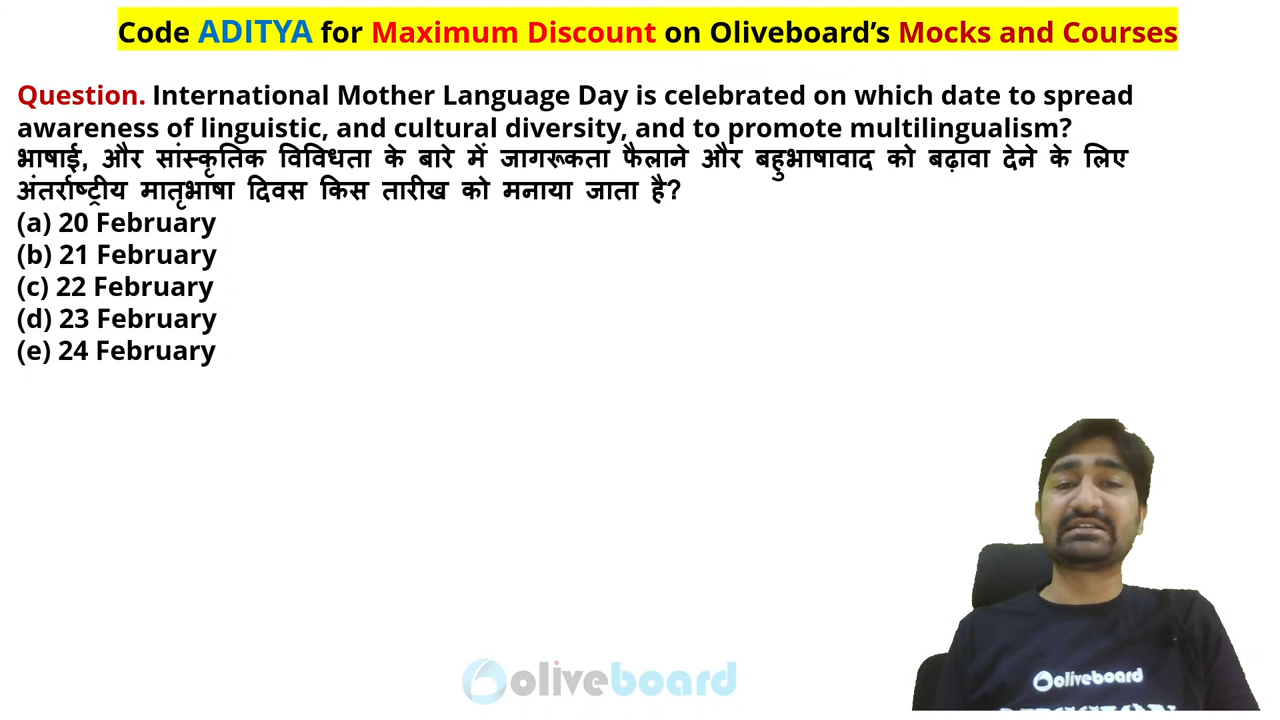 Code ADITYA for Maximum Discount on Oliveboard's Mocks and Courses
Question. International Mother Language Day is celebrated on which date to spread
awareness of linguistic, and cultural diversity, and to promote multilingualism?
भाषाई, और सांस्कृतिक विविधता के बारे में जागरूकता फैलाने और बहुभाषावाद को बढ़ावा देने के लिए
अंतर्राष्ट्रीय मातृभाषा दिवस किस तारीख को मनाया जाता है?
(a) 20 February
(b) 21 February
(c) 22 February
(d) 23 February
(e) 24 February
oliveboard
oliveboard